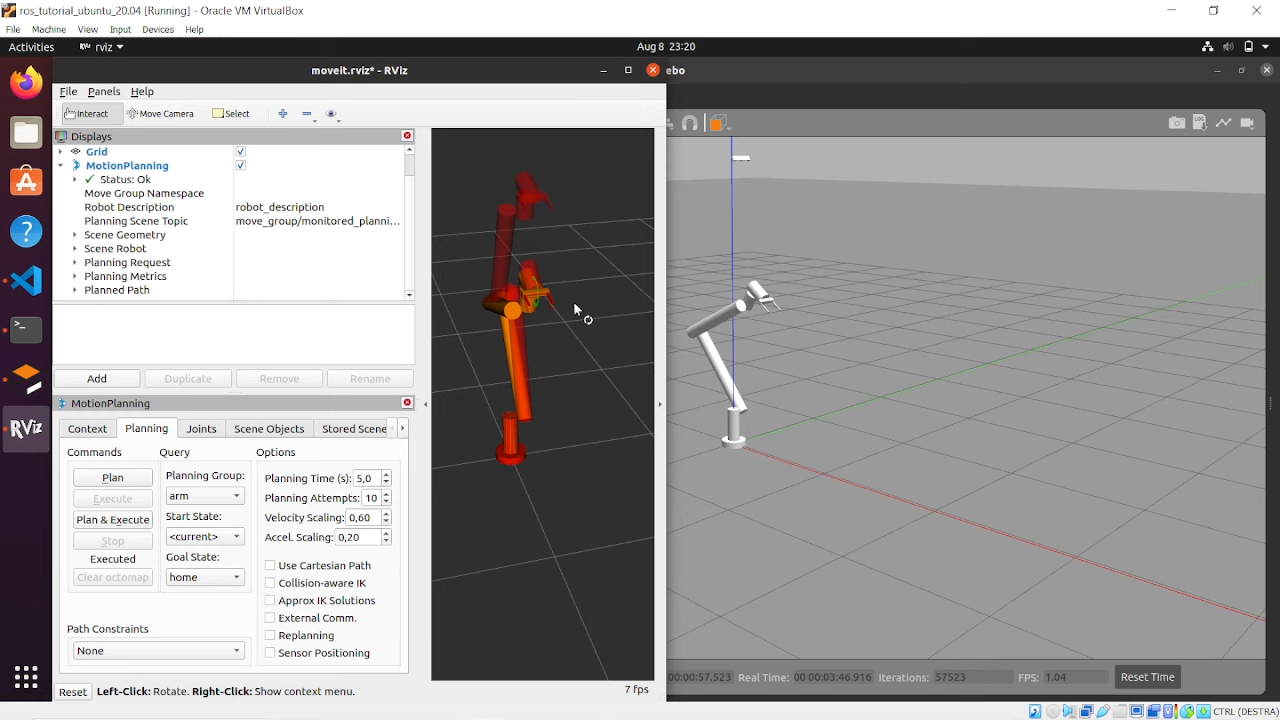 ros_tutorial_ubuntu_20.04 [Running] - Oracle VM VirtualBox
File Machine View Input Devices Help
Activities RViz rviz Aug 8 23:20
moveit.rviz* - RViz
ebo
File Panels Help
Interact Move Camera Select
LOG
Displays
Grid
MotionPlanning
Status: Ok
Move Group Namespace
Robot Description robot_description
Planning Scene Topic move_group/monitored_planni...
Scene Geometry
Scene Robot
Planning Request
Planning Metrics
Planned Path
Add Duplicate Remove Rename
MotionPlanning
Context Planning Joints Scene Objects Stored Scene
Commands Query Options
Plan
Execute
Plan & Execute
Stop
Executed
Clear octomap
Planning Group:
arm
Start State:
<current>
Goal State:
home
Planning Time (s): 5,0
Planning Attempts: 10
Velocity Scaling: 0,60
Accel. Scaling: 0,20
Use Cartesian Path
Collision-aware IK
Approx IK Solutions
External Comm.
Replanning
Sensor Positioning
Path Constraints
None
Reset Left-Click: Rotate. Right-Click: Show context menu. 7 fps
RViz
00:00:57.523 Real Time: 00 00:03:46.916 Iterations: 57523 FPS: 1.04 Reset Time
CTRL (DESTRA)